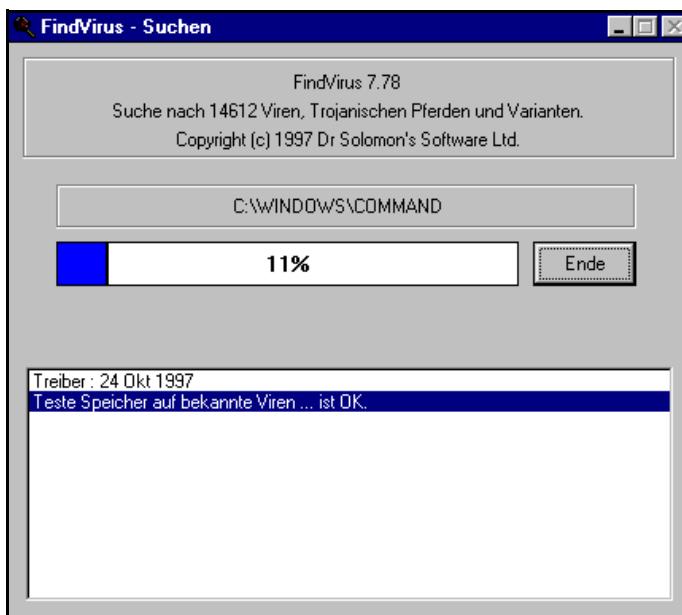 FindVirus - Suchen
FindVirus 7.78
Suche nach 14612 Viren, Trojanischen Pferden und Varianten.
Copyright (c) 1997 Dr Solomon's Software Ltd.
C:\WINDOWS\COMMAND
11%
Ende
Treiber : 24 Okt 1997
Teste Speicher auf bekannte Viren ... ist OK.